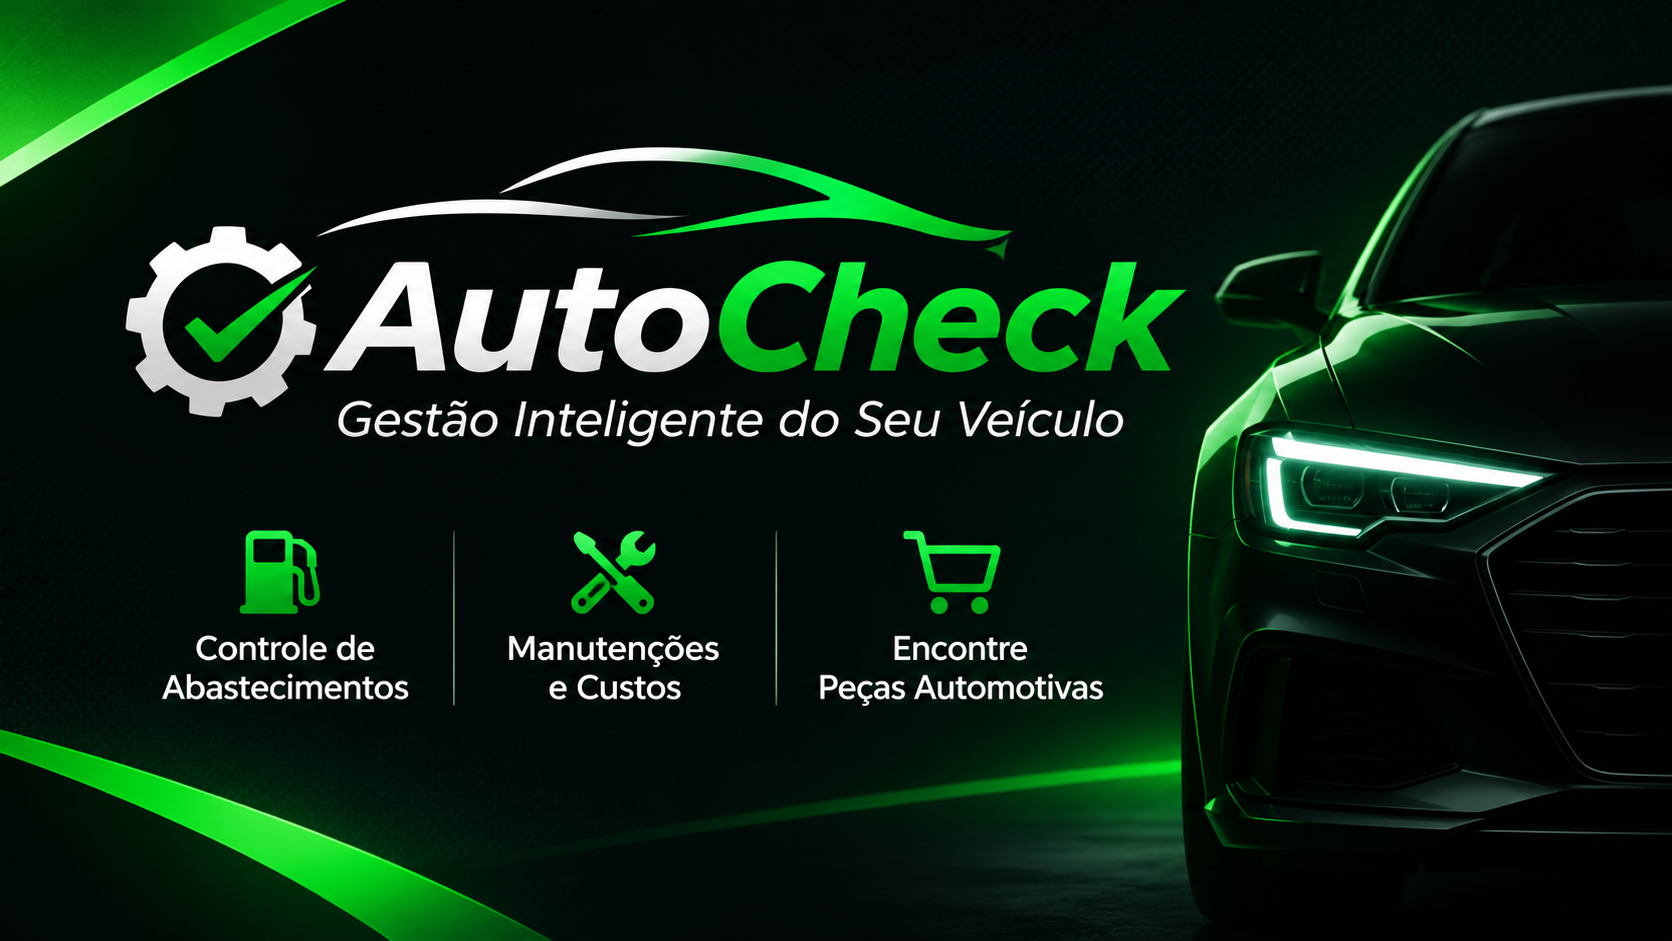 AutoCheck
Gestão Inteligente do Seu Veículo
Controle de
Abastecimentos
Manutenções
e Custos
Encontre
Peças Automotivas